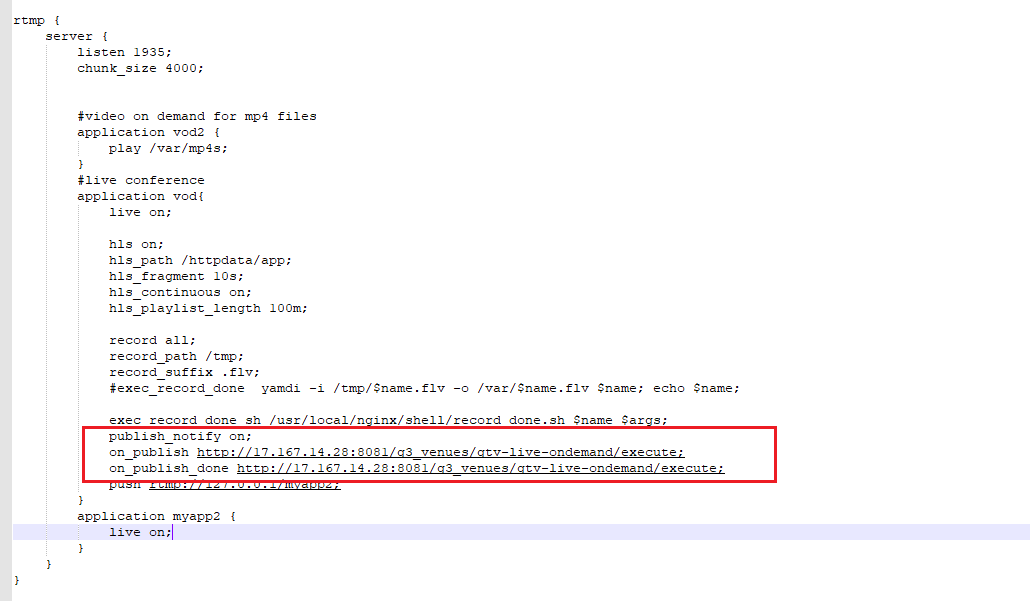 rtmp {
server {
listen 1935;
chunk_size 4000;
#video on demand for mp4 files
application vod2 {
play /var/mp4s;
}
#live conference
application vod{
live on;
hls on;
hls_path /httpdata/app;
hls_fragment 10s;
hls_continuous on;
hls_playlist_length 100m;
record all;
record_path /tmp;
record_suffix .flv;
#exec_record_done  yamdi -i /tmp/$name.flv -o /var/$name.flv $name; echo $name;
exec_record_done sh /usr/local/nginx/shell/record_done.sh $name $args;
publish_notify on;
on_publish http://17.167.14.28:8081/g3_venues/gtv-live-ondemand/execute;
on_publish_done http://17.167.14.28:8081/g3_venues/gtv-live-ondemand/execute;
push rtmp://127.0.0.1/myapp2;
}
application myapp2 {
live on;
}
}
}